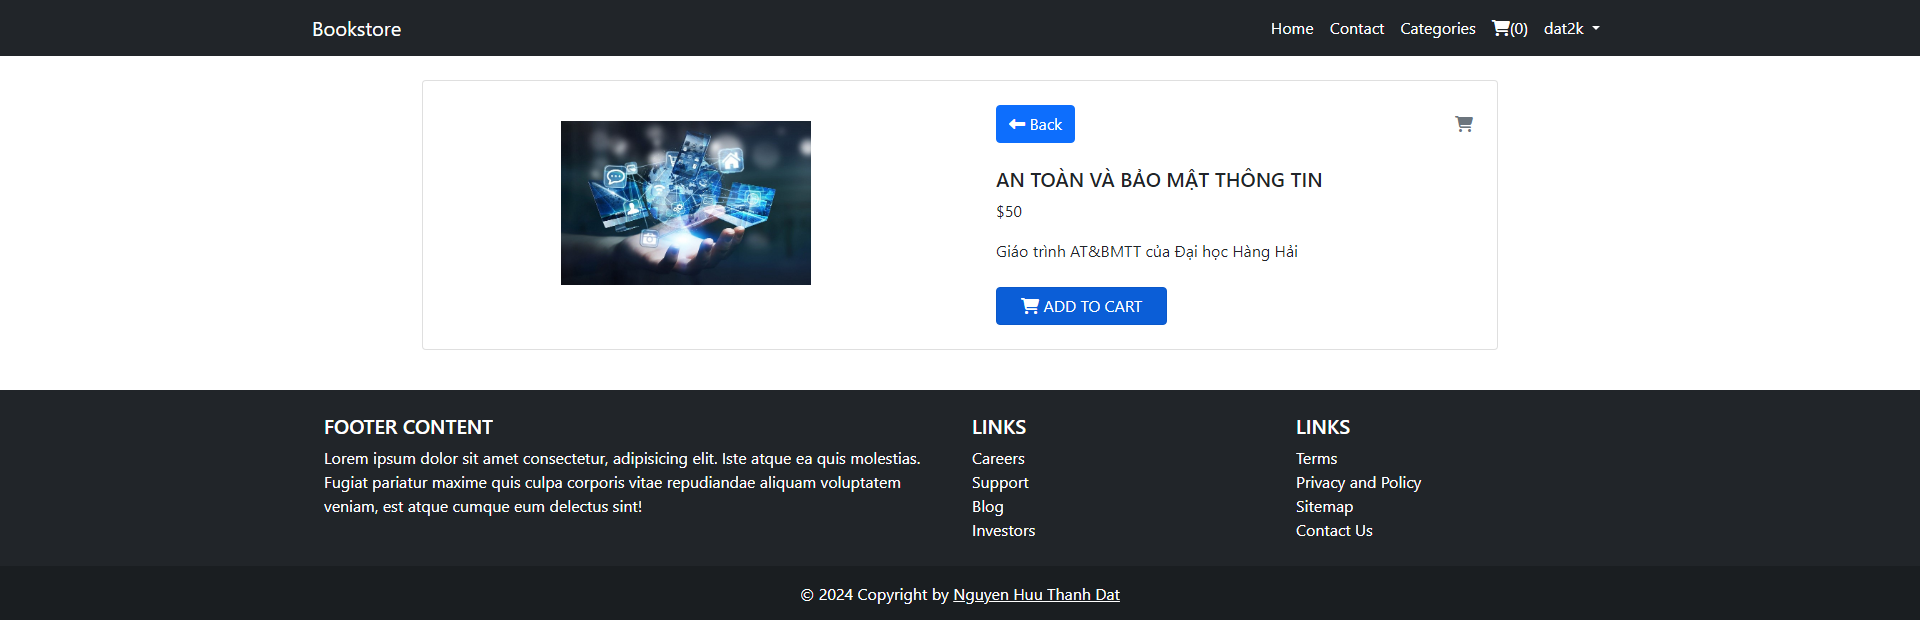 Bookstore
Home Contact Categories (0) dat2k
Back
AN TOÀN VÀ BẢO MẬT THÔNG TIN
$50
Giáo trình AT&BMTT của Đại học Hàng Hải
ADD TO CART
FOOTER CONTENT
Lorem ipsum dolor sit amet consectetur, adipisicing elit. Iste atque ea quis molestias.
Fugiat pariatur maxime quis culpa corporis vitae repudiandae aliquam voluptatem
veniam, est atque cumque eum delectus sint!
LINKS
Careers
Support
Blog
Investors
LINKS
Terms
Privacy and Policy
Sitemap
Contact Us
© 2024 Copyright by Nguyen Huu Thanh Dat